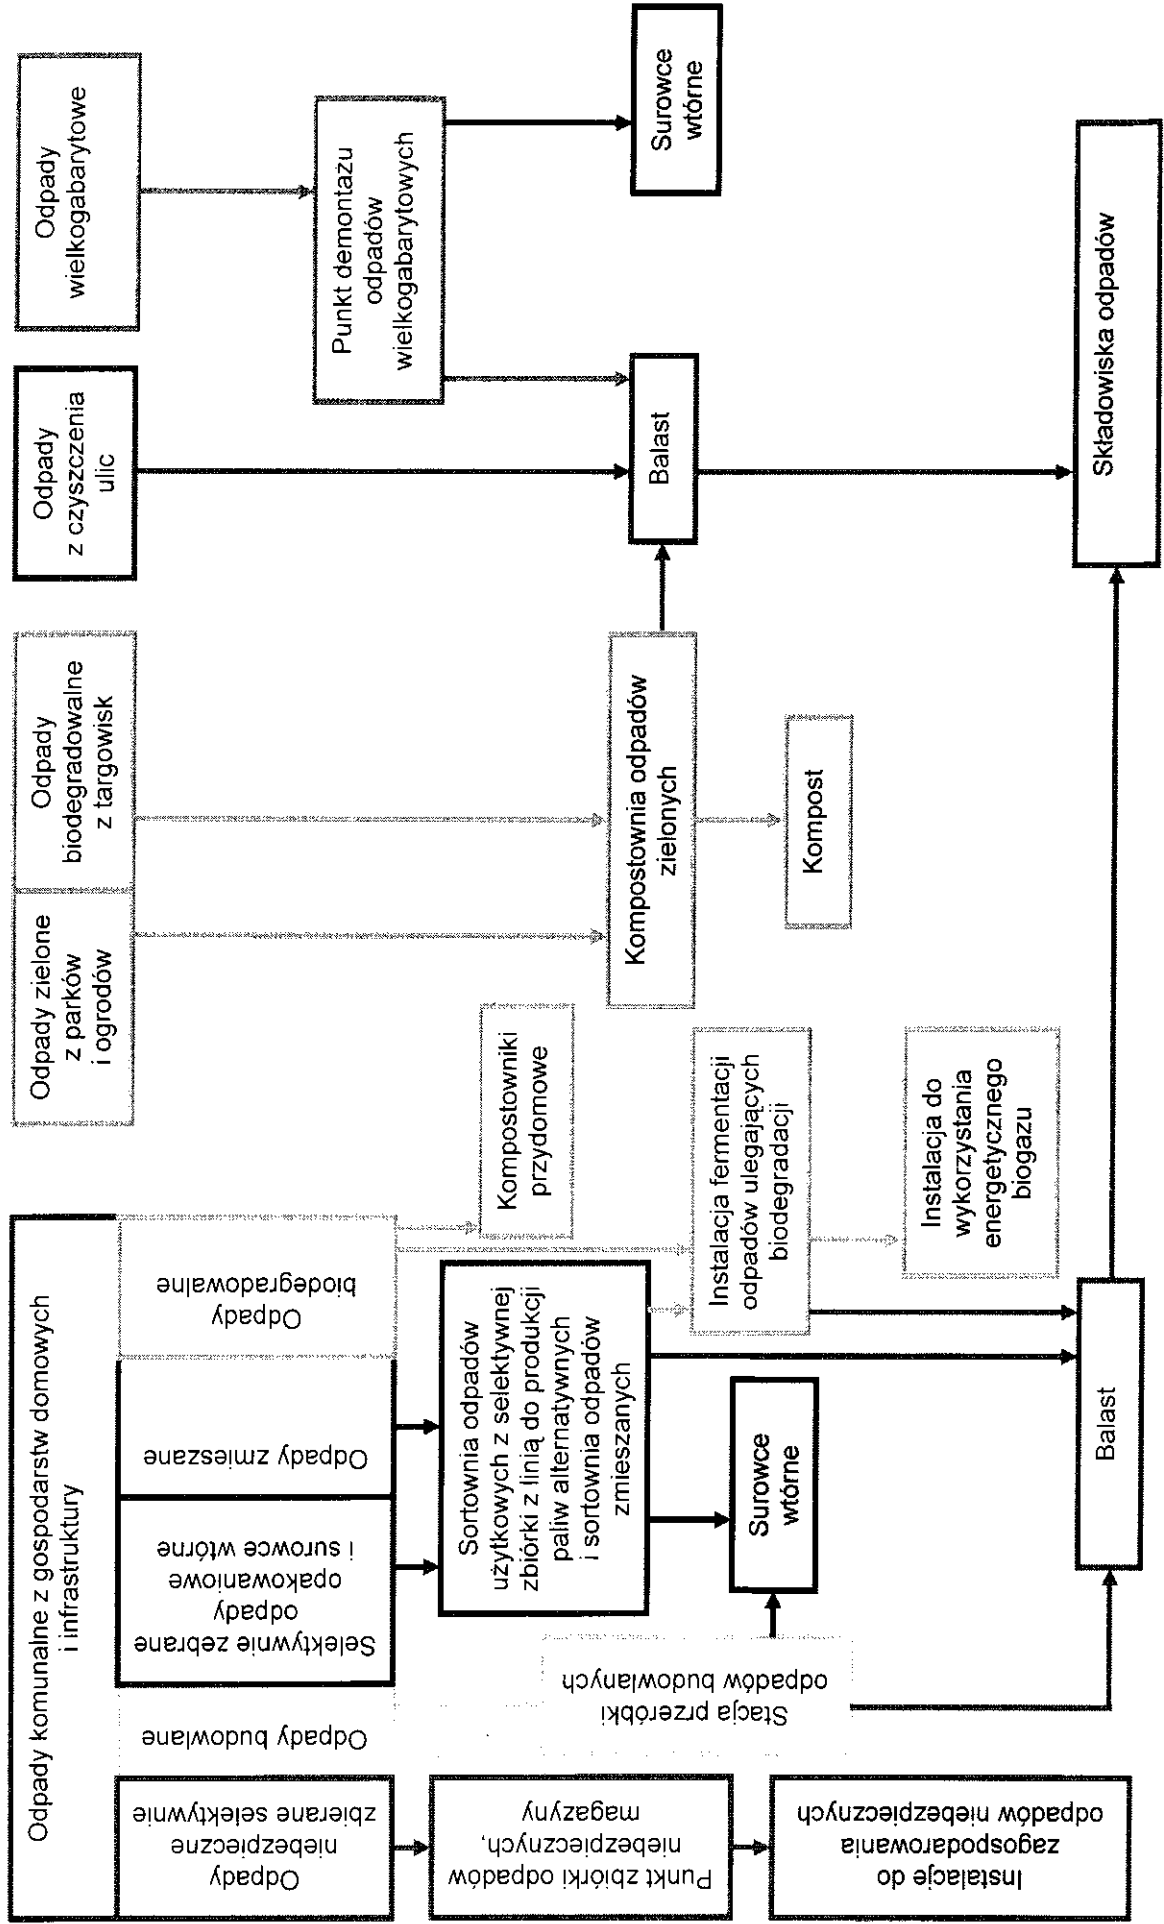 Odpady komunalne z gospodarstw domowych
i infrastruktury
Odpady
niebezpieczne
zbierane selektywnie
Odpady budowlane
Selektywnie zebrane
odpady
opakowaniowe
i surowce wtórne
Odpady zmieszane
Odpady
biodegradowalne
Odpady zielone
z parków
i ogrodów
Odpady
biodegradowalne
z targowisk
Odpady
z czyszczenia
ulic
Odpady
wielkogabarytowe
Punkt zbiórki odpadów
niebezpiecznych,
magazyny
Sortownia odpadów
użytkowych z selektywnej
zbiórki z linią do produkcji
paliw alternatywnych
i sortownia odpadów
zmieszanych
Kompostowniki
przydomowe
Punkt demontażu
odpadów
wielkogabarytowych
Stacja przeróbki
odpadów budowlanych
Instalacja fermentacji
odpadów ulegających
biodegradacji
Kompostownia odpadów
zielonych
Balast
Surowce
wtórne
Instalacje do
zagospodarowania
odpadów niebezpiecznych
Surowce
wtórne
Instalacja do
wykorzystania
energetycznego
biogazu
Kompost
Balast
Składowiska odpadów